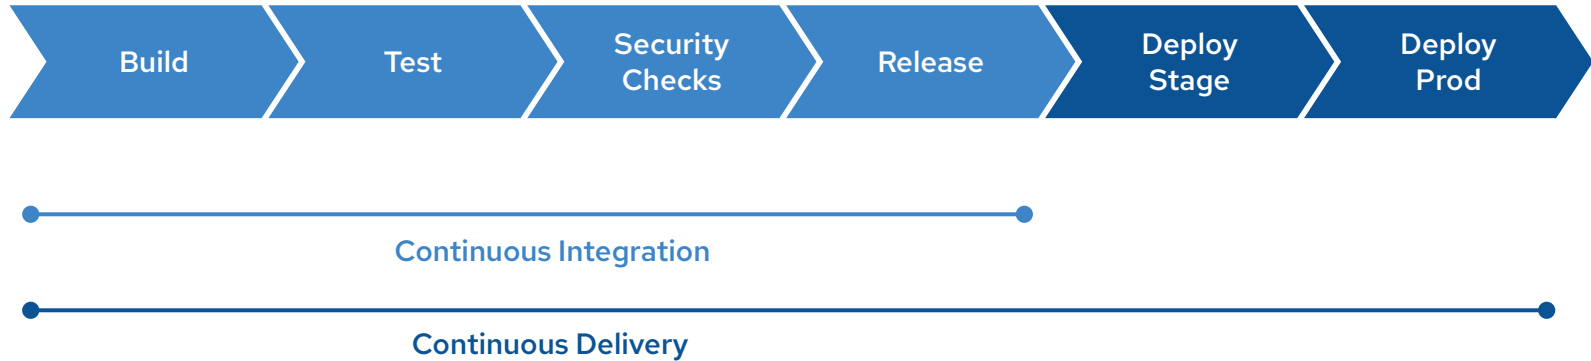 Build
Test
Security
Checks
Release
Deploy
Stage
Deploy
Prod
Continuous Integration
Continuous Delivery